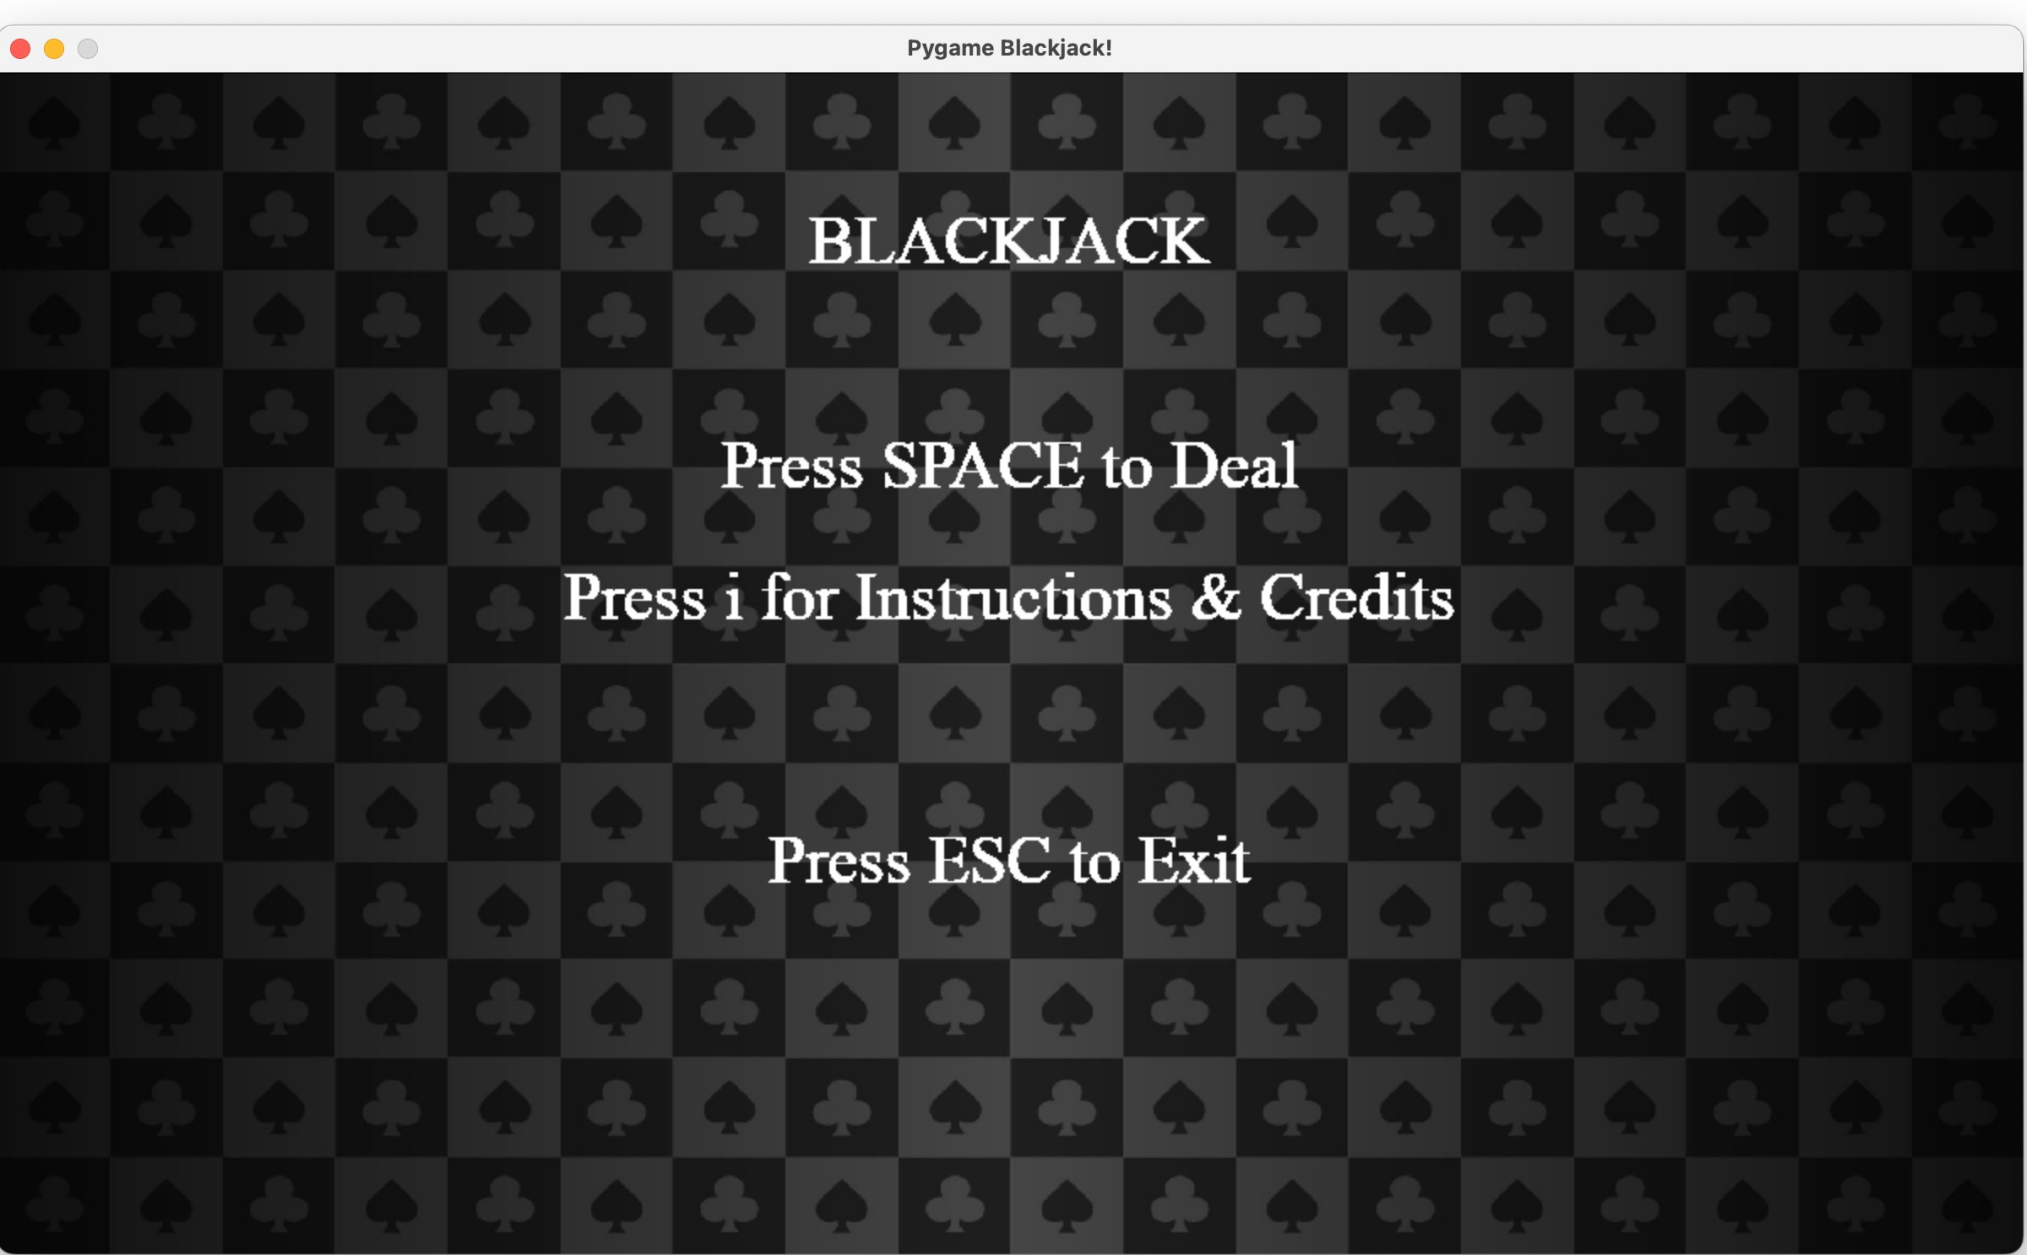 Pygame Blackjack!
BLACKJACK
Press SPACE to Deal
Press i for Instructions & Credits
Press ESC to Exit